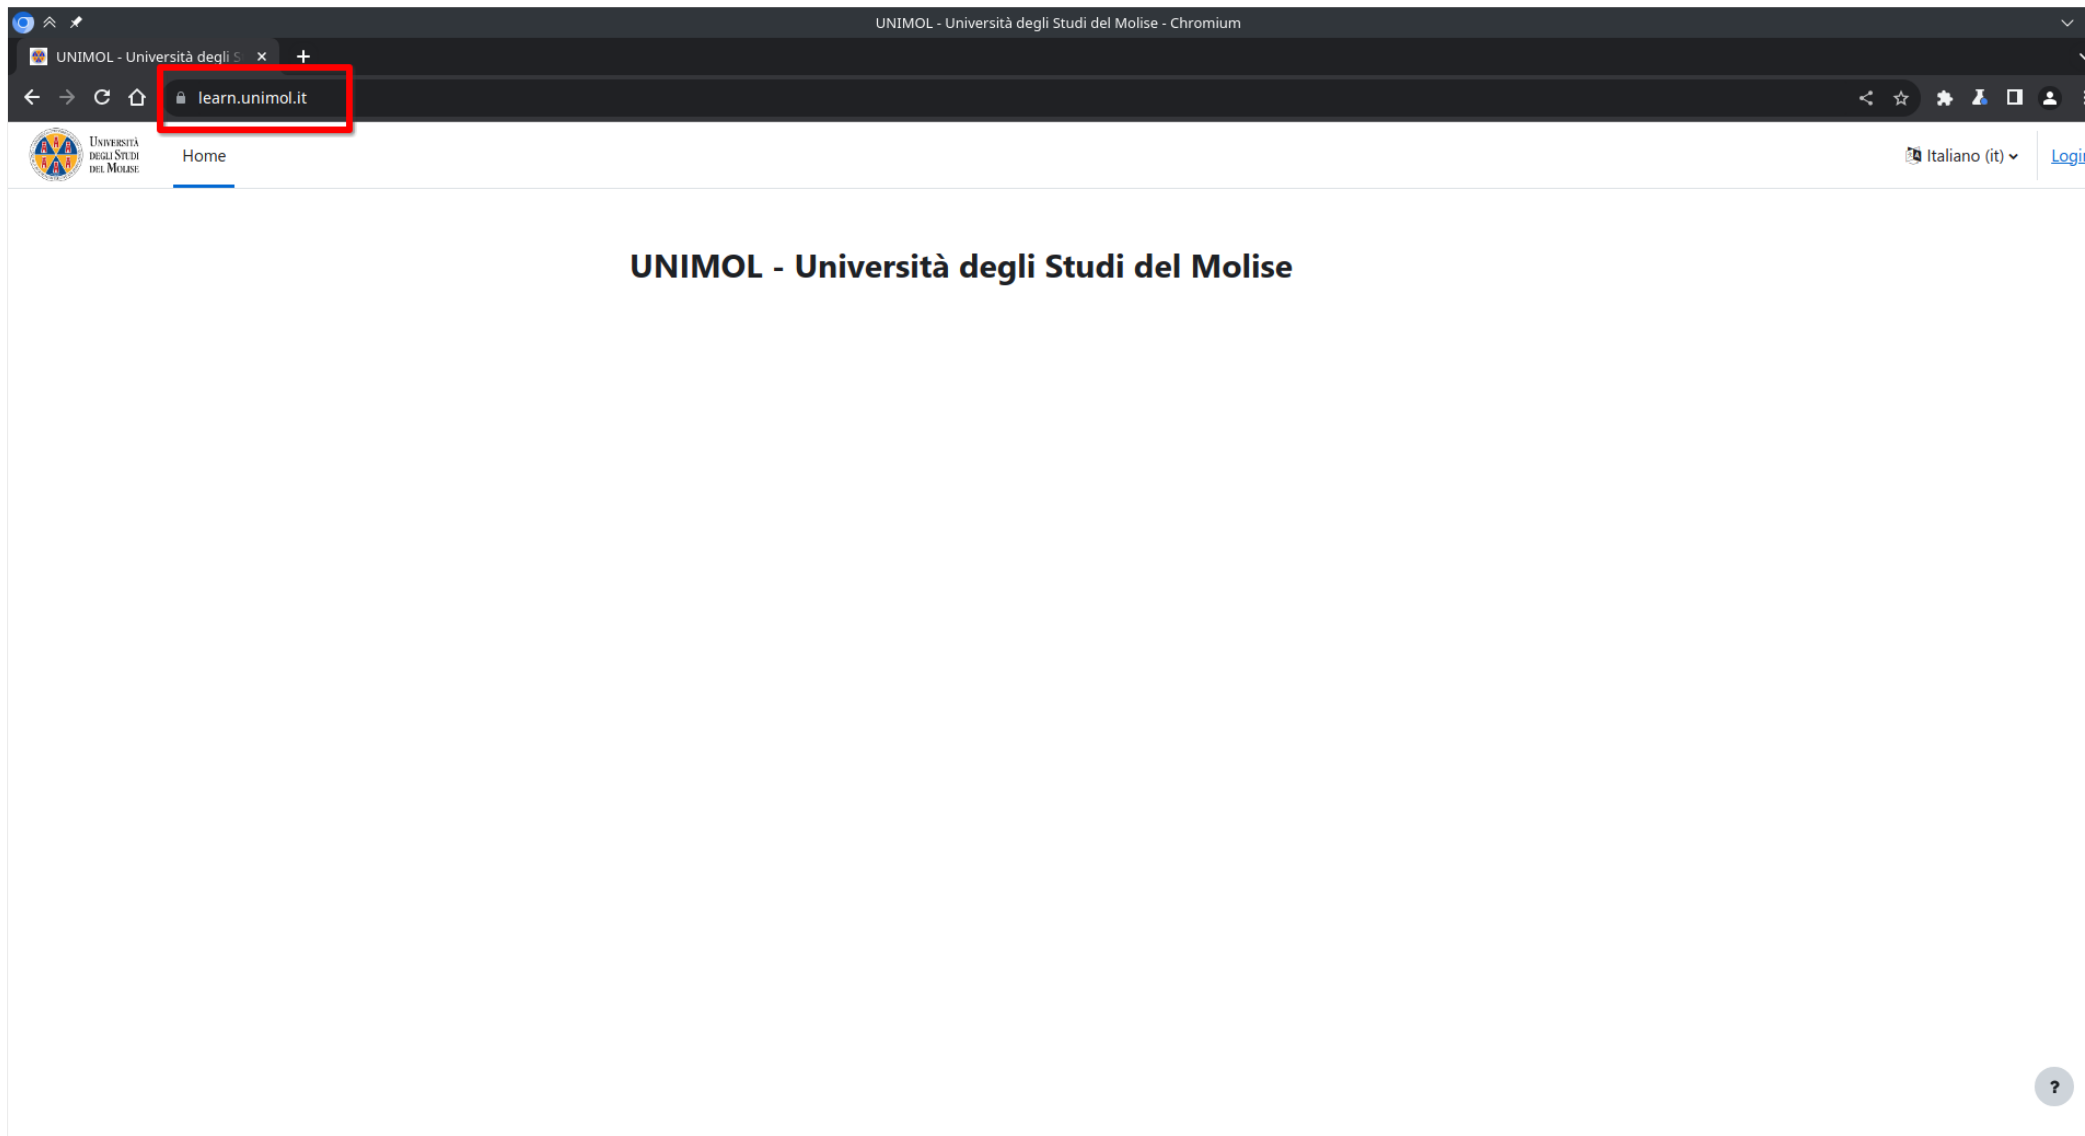 UNIMOL - Università degli Studi del Molise - Chromium
UNIMOL - Università degli S
learn.unimol.it
UNIVERSITÀ
DEGLI STUDI
DEL MOLISE
Home
Italiano (it)
Login
UNIMOL - Università degli Studi del Molise
?